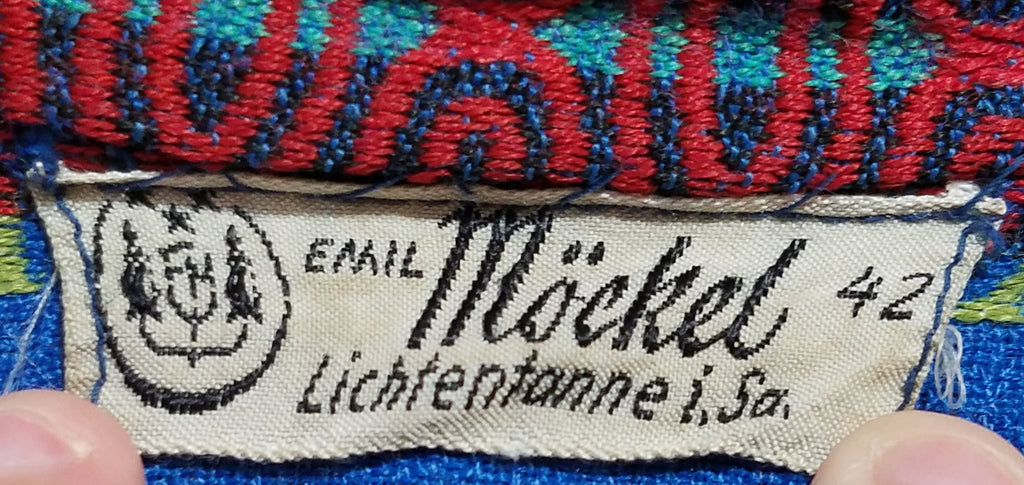 EMIL Möckel 42
Lichtentanne i. Sa.